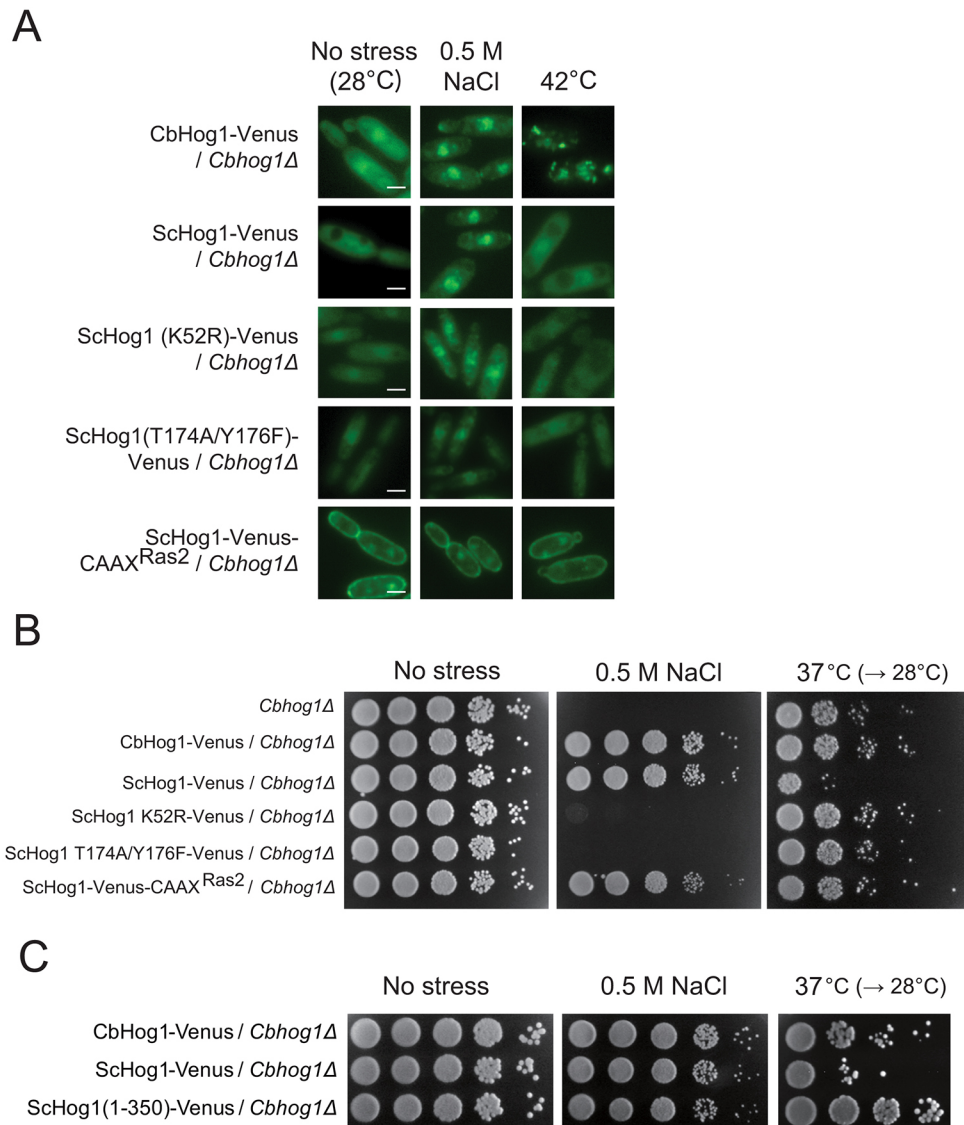 A
No stress
(28°C)
0.5 M
NaCl
42°C
CbHog1-Venus
/ Cbhog1Δ
ScHog1-Venus
/ Cbhog1Δ
ScHog1 (K52R)-Venus
/ Cbhog1Δ
ScHog1(T174A/Y176F)-
Venus / Cbhog1Δ
ScHog1-Venus-
CAAXRas2 / Cbhog1Δ
B
No stress
0.5 M NaCl
37°C (→ 28°C)
Cbhog1Δ
CbHog1-Venus / Cbhog1Δ
ScHog1-Venus / Cbhog1Δ
ScHog1 K52R-Venus / Cbhog1Δ
ScHog1 T174A/Y176F-Venus / Cbhog1Δ
ScHog1-Venus-CAAXRas2 / Cbhog1Δ
C
No stress
0.5 M NaCl
37°C (→ 28°C)
CbHog1-Venus / Cbhog1Δ
ScHog1-Venus / Cbhog1Δ
ScHog1(1-350)-Venus / Cbhog1Δ